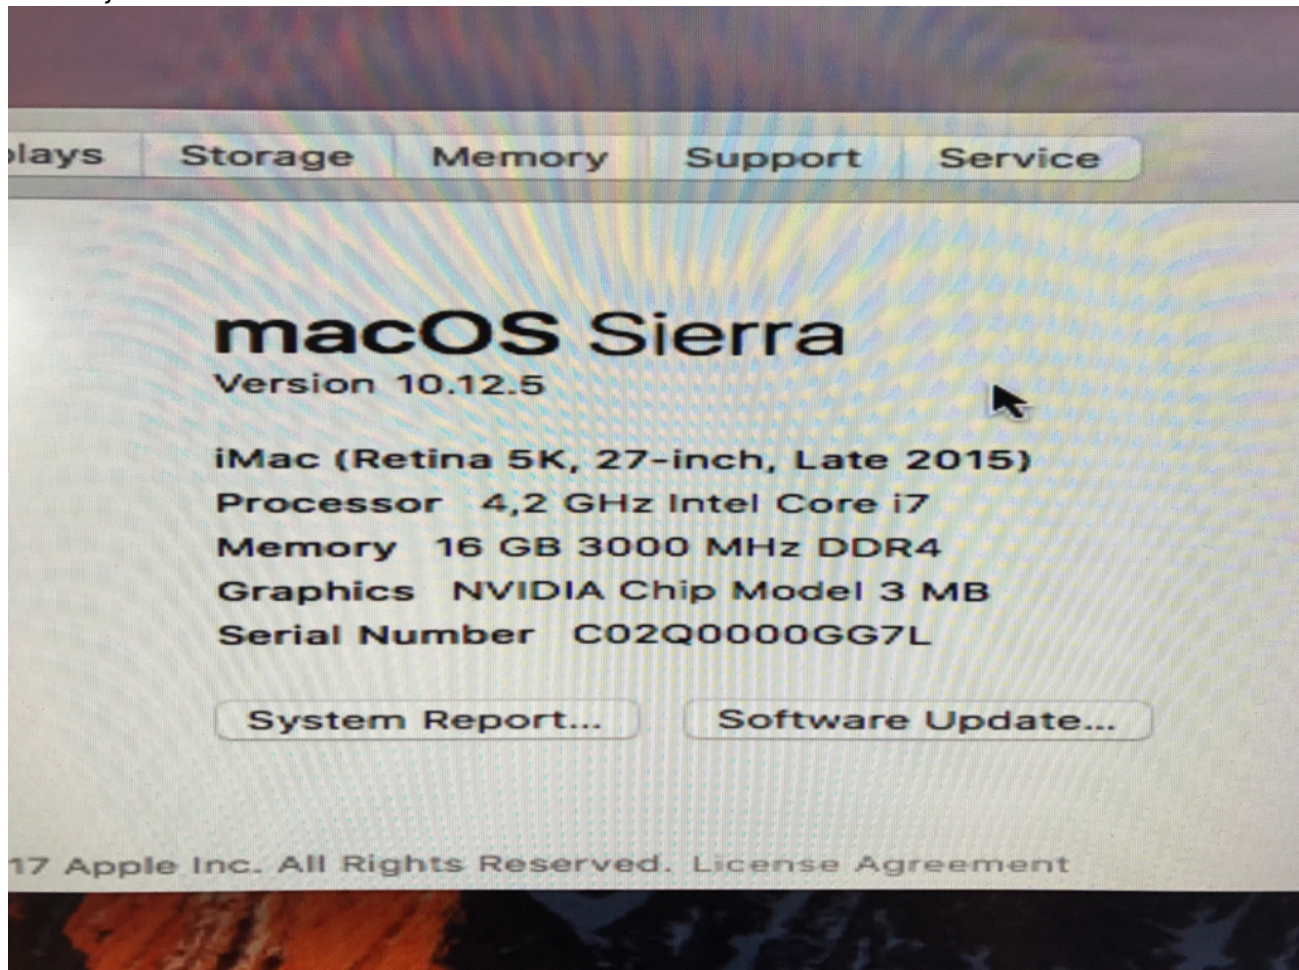 plays Storage Memory Support Service
macOS Sierra
Version 10.12.5
iMac (Retina 5K, 27-inch, Late 2015)
Processor 4,2 GHz Intel Core i7
Memory 16 GB 3000 MHz DDR4
Graphics NVIDIA Chip Model 3 MB
Serial Number C02Q0000GG7L
System Report... Software Update...
17 Apple Inc. All Rights Reserved. License Agreement